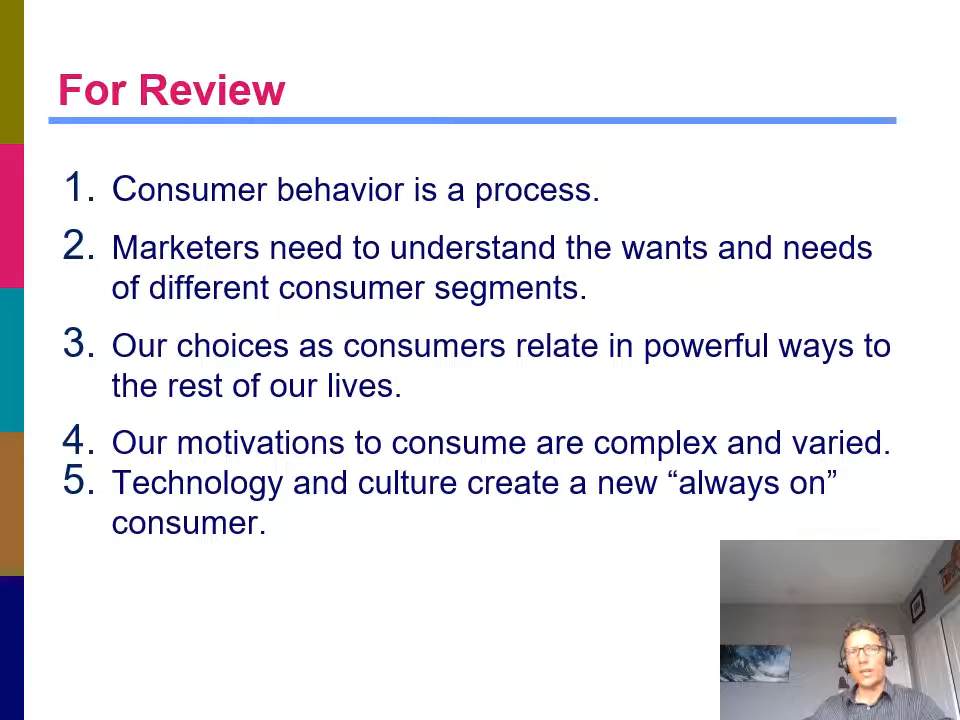 For Review
1. Consumer behavior is a process.
2. Marketers need to understand the wants and needs
of different consumer segments.
3. Our choices as consumers relate in powerful ways to
the rest of our lives.
4. Our motivations to consume are complex and varied.
5. Technology and culture create a new “always on”
consumer.